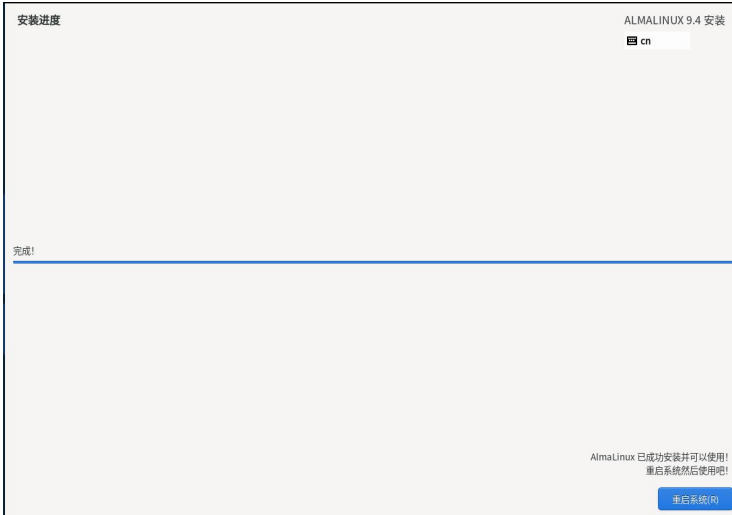 安装进度
ALMALINUX 9.4 安装
cn
完成!
AlmaLinux 已成功安装并可以使用!
重启系统然后使用吧!
重启系统(R)